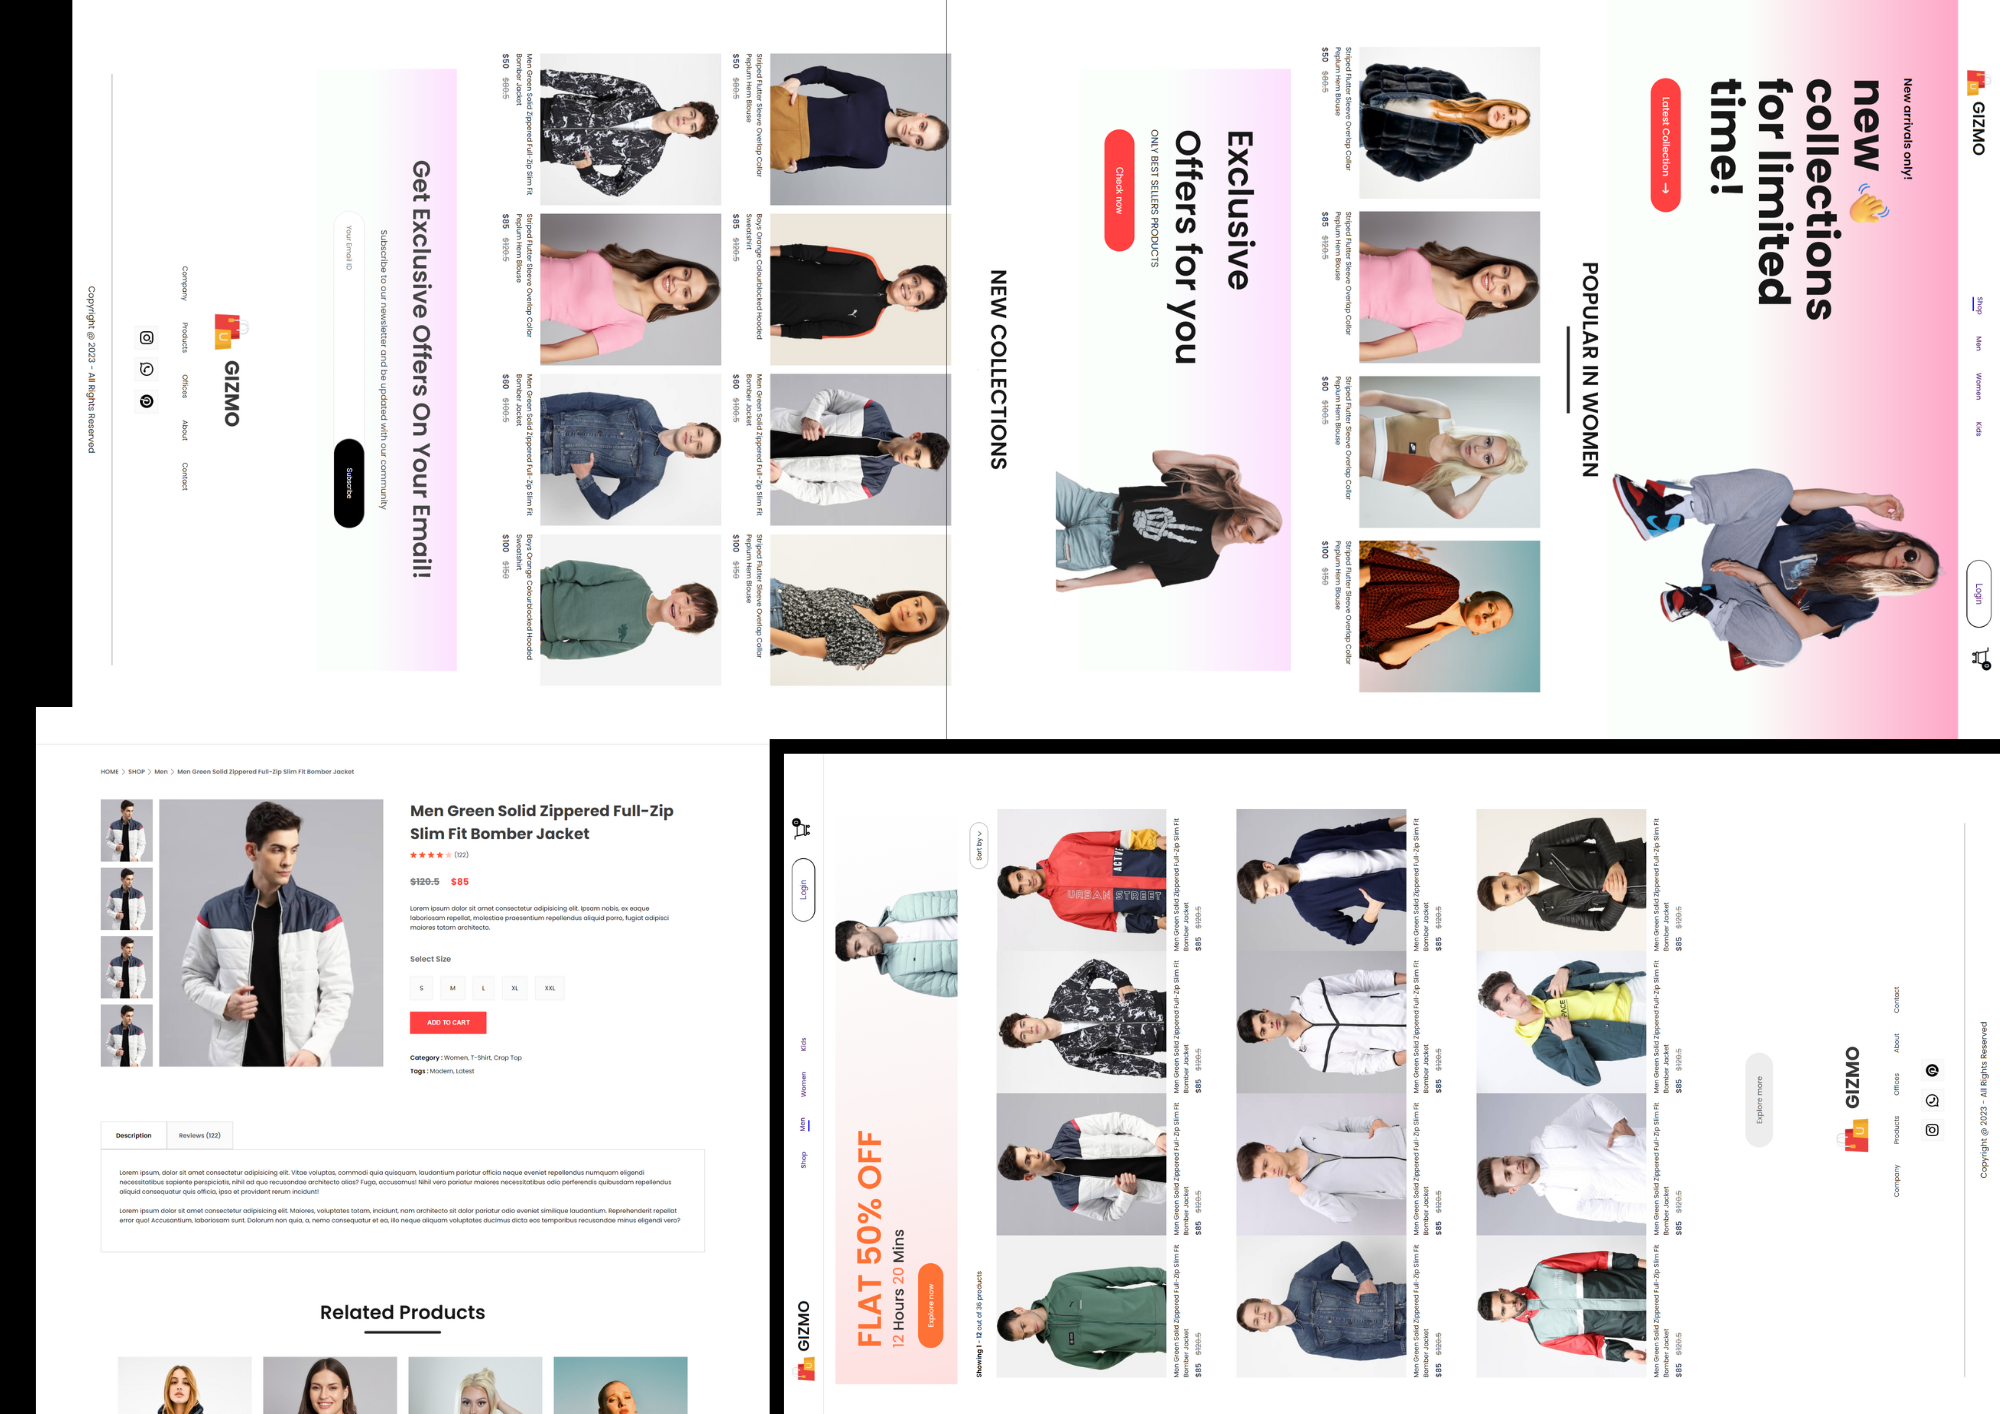 GIZMO
Shop
Men
Women
Kids
Login
0
New arrivals only!
new
collections
for limited
time!
Latest Collection →
POPULAR IN WOMEN
Striped Flutter Sleeve Overlap Collar
Peplum Hem Blouse
$50 $80.5
Striped Flutter Sleeve Overlap Collar
Peplum Hem Blouse
$85 $120.5
Striped Flutter Sleeve Overlap Collar
Peplum Hem Blouse
$60 $100.5
Striped Flutter Sleeve Overlap Collar
Peplum Hem Blouse
$100 $150
Exclusive
Offers for you
ONLY BEST SELLERS PRODUCTS
Check now
NEW COLLECTIONS
Striped Flutter Sleeve Overlap Collar
Peplum Hem Blouse
$50 $80.5
Boys Orange Colourblocked Hooded
Sweatshirt
$85 $120.5
Men Green Solid Zippered Full-Zip Slim Fit
Bomber Jacket
$60 $100.5
Striped Flutter Sleeve Overlap Collar
Peplum Hem Blouse
$100 $150
Men Green Solid Zippered Full-Zip Slim Fit
Bomber Jacket
$50 $80.5
Striped Flutter Sleeve Overlap Collar
Peplum Hem Blouse
$85 $120.5
Men Green Solid Zippered Full-Zip Slim Fit
Bomber Jacket
$60 $100.5
Boys Orange Colourblocked Hooded
Sweatshirt
$100 $150
Get Exclusive Offers On Your Email!
Subscribe to our newsletter and be updated with our community
Your Email ID
Subscribe
GIZMO
Company
Products
Offices
About
Contact
Copyright @ 2023 - All Rights Reserved
HOME > SHOP > Men > Men Green Solid Zippered Full-Zip Slim Fit Bomber Jacket
Men Green Solid Zippered Full-Zip
Slim Fit Bomber Jacket
(122)
$120.5 $85
Lorem ipsum dolor sit amet consectetur adipisicing elit. Ipsam nobis, ex eaque
laboriosam repellat, molestiae praesentium repellendus aliquid porro, fugiat adipisci
maiores totam architecto.
Select Size
S
M
L
XL
XXL
ADD TO CART
Category : Women, T-Shirt, Crop Top
Tags : Modern, Latest
Description
Reviews (122)
Lorem ipsum, dolor sit amet consectetur adipisicing elit. Vitae voluptas, commodi quia quisquam, laudantium pariatur officia neque eveniet repellendus numquam eligendi
necessitatibus sapiente perspiciatis, nihil ad quo recusandae architecto alias? Fuga, accusamus! Nihil vero pariatur maiores necessitatibus odio perferendis quibusdam repellendus
aliquid consequatur quis officia, ipsa et provident rerum incidunt!
Lorem ipsum dolor sit amet consectetur adipisicing elit. Maiores, voluptates totam, incidunt, nam architecto sit dolor pariatur odio eveniet similique laudantium. Reprehenderit repellat
error quo! Accusantium, laboriosam sunt. Dolorum non quia, a, nemo consequatur et ea, illo neque aliquam voluptates ducimus dicta eos temporibus recusandae minus eligendi vero?
Related Products
GIZMO
Shop
Men
Women
Kids
Login
0
FLAT 50% OFF
12 Hours 20 Mins
Explore now
Showing 1 - 12 out of 36 products
Sort by
URBAN STREET
ACTIVE
Men Green Solid Zippered Full-Zip Slim Fit
Bomber Jacket
$85 $120.5
Men Green Solid Zippered Full-Zip Slim Fit
Bomber Jacket
$85 $120.5
Men Green Solid Zippered Full-Zip Slim Fit
Bomber Jacket
$85 $120.5
Men Green Solid Zippered Full-Zip Slim Fit
Bomber Jacket
$85 $120.5
Men Green Solid Zippered Full-Zip Slim Fit
Bomber Jacket
$85 $120.5
Men Green Solid Zippered Full-Zip Slim Fit
Bomber Jacket
$85 $120.5
Men Green Solid Zippered Full-Zip Slim Fit
Bomber Jacket
$85 $120.5
Men Green Solid Zippered Full-Zip Slim Fit
Bomber Jacket
$85 $120.5
Men Green Solid Zippered Full-Zip Slim Fit
Bomber Jacket
$85 $120.5
Men Green Solid Zippered Full-Zip Slim Fit
Bomber Jacket
$85 $120.5
Men Green Solid Zippered Full-Zip Slim Fit
Bomber Jacket
$85 $120.5
Men Green Solid Zippered Full-Zip Slim Fit
Bomber Jacket
$85 $120.5
Explore more
GIZMO
Company
Products
Offices
About
Contact
Copyright @ 2023 - All Rights Reserved